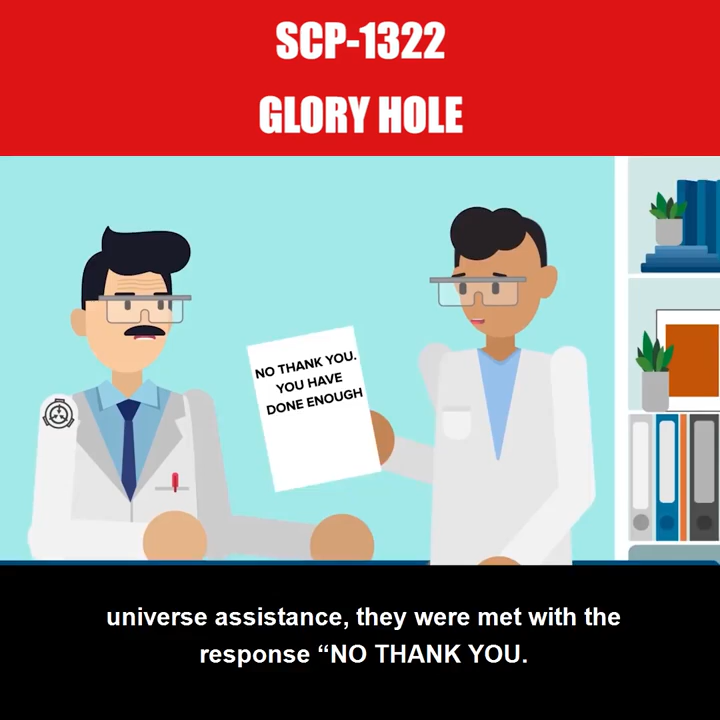 SCP-1322
GLORY HOLE
NO THANK YOU.
YOU HAVE
DONE ENOUGH
universe assistance, they were met with the
response “NO THANK YOU.